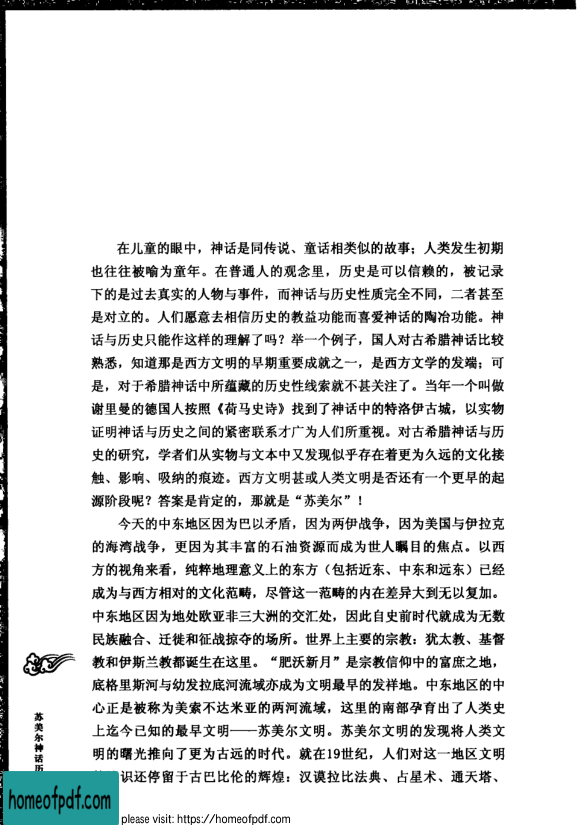 在儿童的眼中，神话是同传说、童话相类似的故事；人类发生初期
也往往被喻为童年。在普通人的观念里，历史是可以信赖的，被记录
下的是过去真实的人物与事件，而神话与历史性质完全不同，二者甚至
是对立的。人们愿意去相信历史的教益功能而喜爱神话的陶冶功能。神
话与历史只能作这样的理解了吗？举一个例子，国人对古希腊神话比较
熟悉，知道那是西方文明的早期重要成就之一，是西方文学的发端；可
是，对于希腊神话中所蕴藏的历史性线索就不甚关注了。当年一个叫做
谢里曼的德国人按照《荷马史诗》找到了神话中的特洛伊古城，以实物
证明神话与历史之间的紧密联系才广为人们所重视。对古希腊神话与历
史的研究，学者们从实物与文本中又发现似乎存在着更为久远的文化接
触、影响、吸纳的痕迹。西方文明甚或人类文明是否还有一个更早的起
源阶段呢？答案是肯定的，那就是“苏美尔”！
今天的中东地区因为巴以矛盾，因为两伊战争，因为美国与伊拉克
的海湾战争，更因为其丰富的石油资源而成为世人瞩目的焦点。以西
方的视角来看，纯粹地理意义上的东方（包括近东、中东和远东）已经
成为与西方相对的文化范畴，尽管这一范畴的内在差异大到无以复加。
中东地区因为地处欧亚非三大洲的交汇处，因此自史前时代就成为无数
民族融合、迁徙和征战掠夺的场所。世界上主要的宗教：犹太教、基督
教和伊斯兰教都诞生在这里。“肥沃新月”是宗教信仰中的富庶之地，
底格里斯河与幼发拉底河流域亦成为文明最早的发祥地。中东地区的中
心正是被称为美索不达米亚的两河流域，这里的南部孕育出了人类史
上迄今已知的最早文明——苏美尔文明。苏美尔文明的发现将人类文
明的曙光推向了更为古远的时代。就在19世纪，人们对这一地区文明
识还停留于古巴比伦的辉煌：汉谟拉比法典、占星术、通天塔、
苏美尔神话历
homeofpdf.com
please visit: https://homeofpdf.com